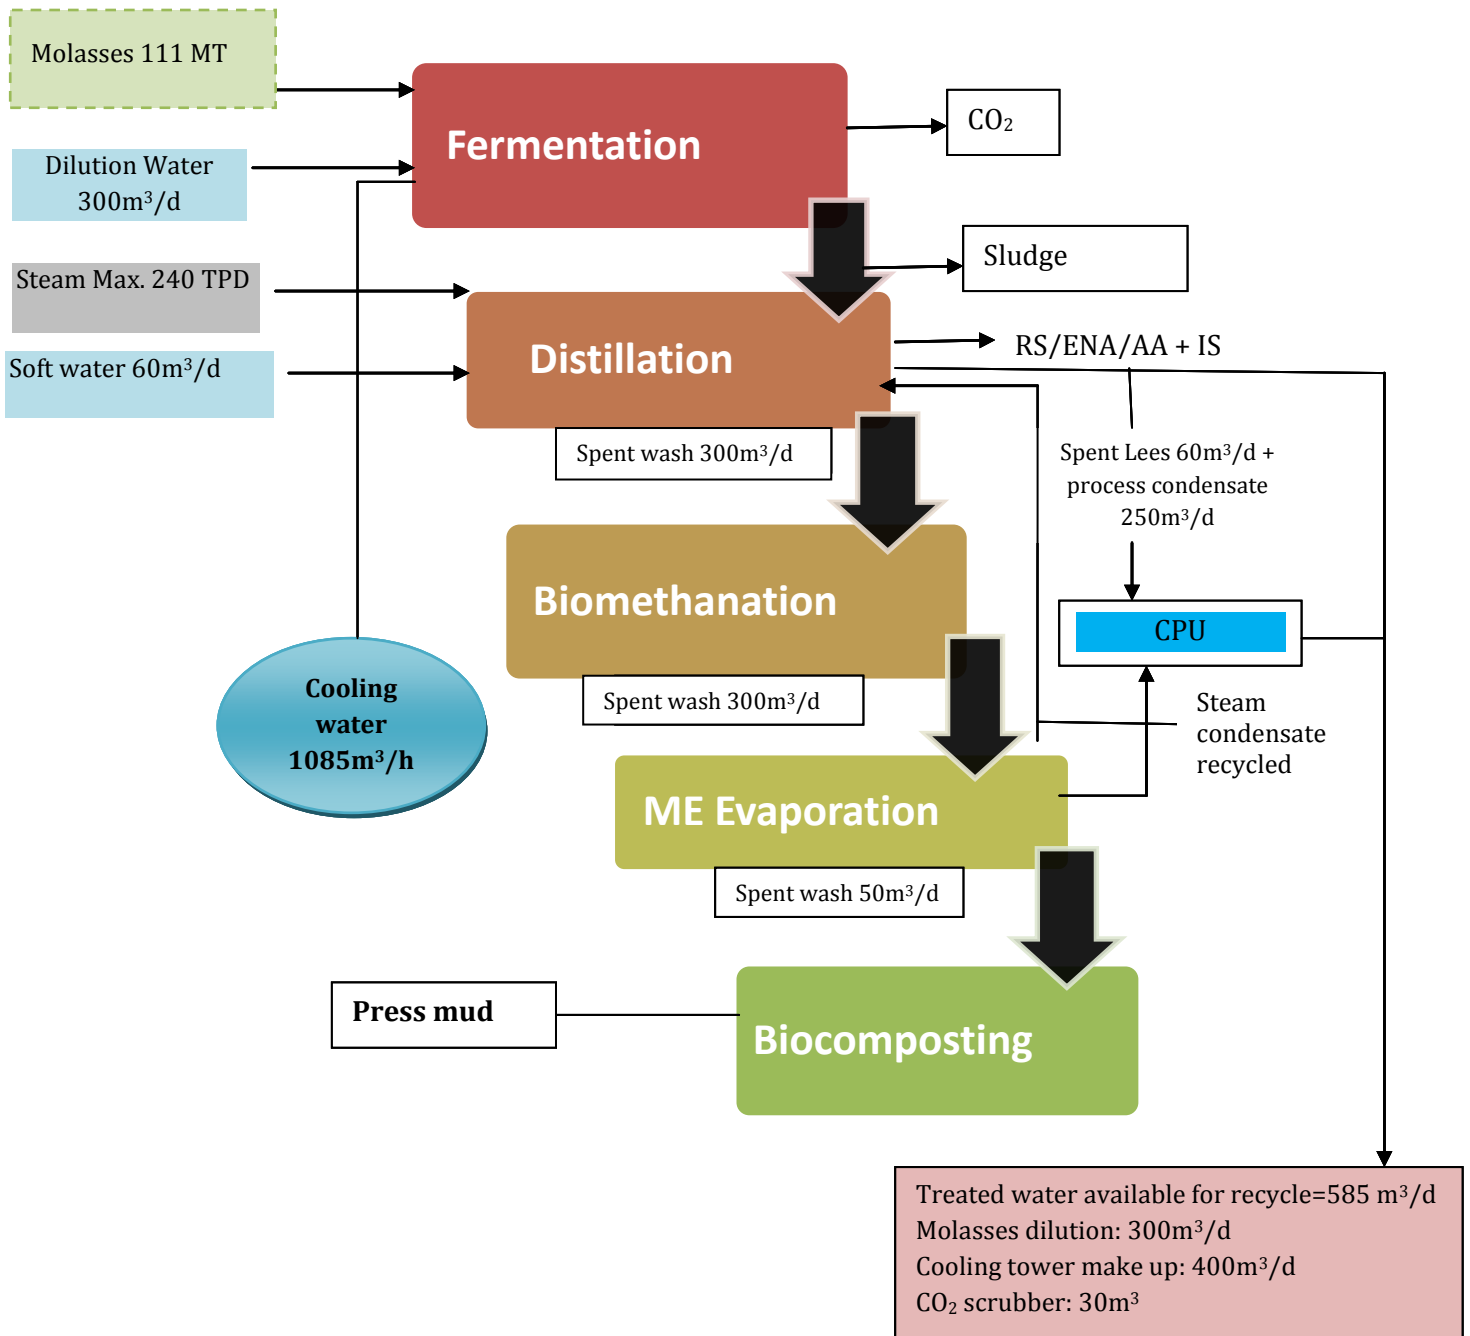 Molasses 111 MT
Fermentation
CO₂
Dilution Water
300m³/d
Sludge
Steam Max. 240 TPD
Distillation
RS/ENA/AA + IS
Soft water 60m³/d
Spent wash 300m³/d
Spent Lees 60m³/d +
process condensate
250m³/d
Biomethanation
CPU
Cooling
water
1085m³/h
Spent wash 300m³/d
Steam
condensate
recycled
ME Evaporation
Spent wash 50m³/d
Press mud
Biocomposting
Treated water available for recycle=585 m³/d
Molasses dilution: 300m³/d
Cooling tower make up: 400m³/d
CO₂ scrubber: 30m³